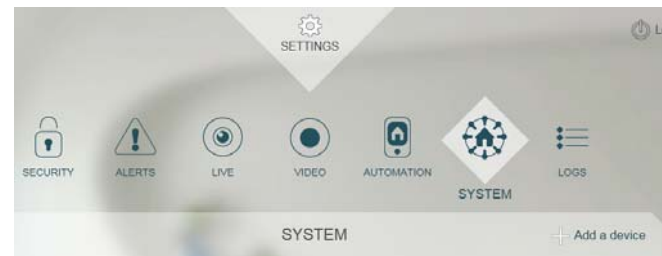 SETTINGS
SECURITY
ALERTS
LIVE
VIDEO
AUTOMATION
SYSTEM
LOGS
SYSTEM
Add a device